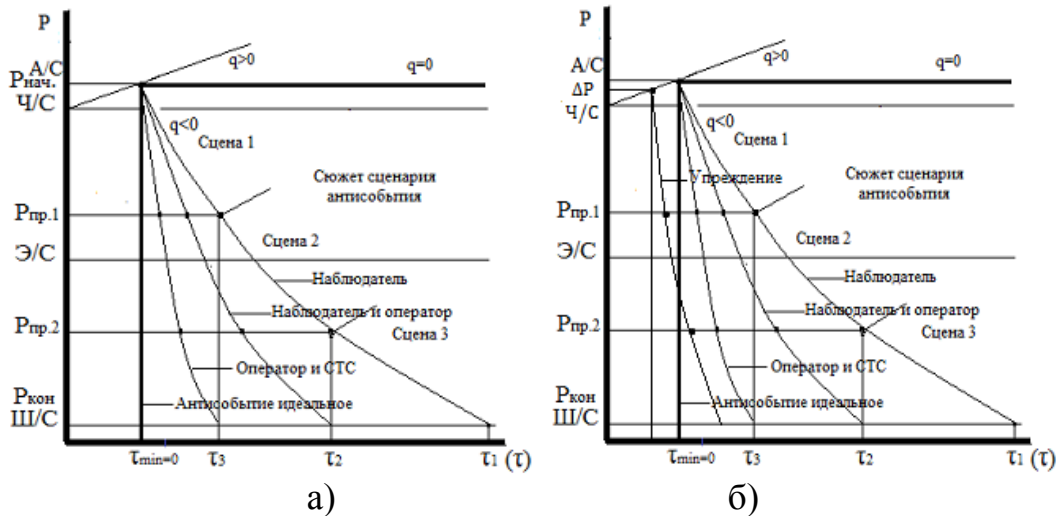 P
q>0
А/С
q=0
Pнач.
Ч/С
q<0
Сцена 1
Сюжет сценария
антисобытия
Pпр.1
Сцена 2
Э/С
Наблюдатель
Наблюдатель и оператор
Pпр.2
Сцена 3
Оператор и СТС
Pкон
Антисобытие идеальное
Ш/С
τmin=0
τ3
τ2
τ1 (τ)
а)
P
q>0
А/С
q=0
ΔP
Ч/С
q<0
Сцена 1
Упреждение
Сюжет сценария
антисобытия
Pпр.1
Сцена 2
Э/С
Наблюдатель
Наблюдатель и оператор
Pпр.2
Сцена 3
Оператор и СТС
Pкон
Антисобытие идеальное
Ш/С
τmin=0
τ3
τ2
τ1 (τ)
б)